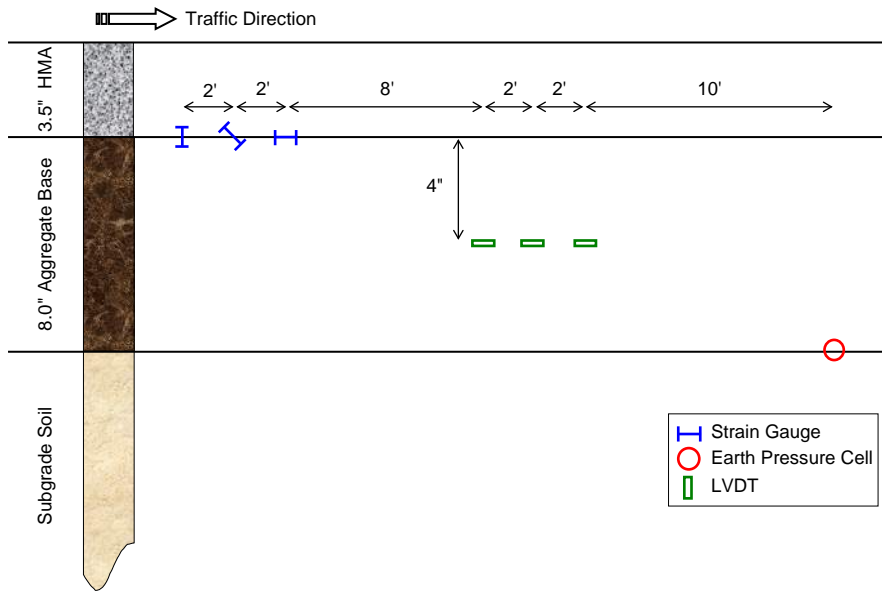 Traffic Direction
3.5" HMA
2'
2'
8'
2'
2'
10'
8.0" Aggregate Base
4"
Subgrade Soil
Strain Gauge
Earth Pressure Cell
LVDT